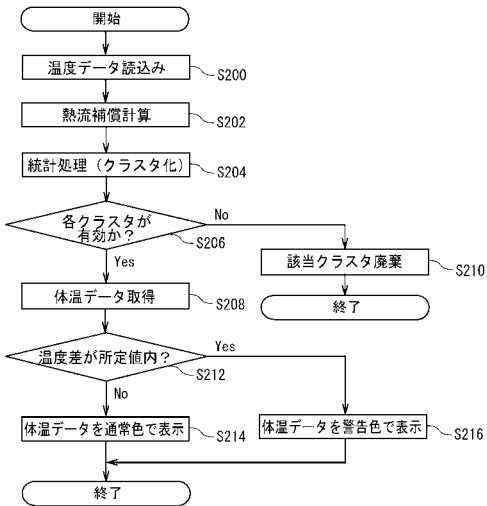 開始
温度データ読込み
S200
熱流補償計算
S202
統計処理(クラスタ化)
S204
各クラスタが
有効か?
S206
No
Yes
該当クラスタ廃棄
S210
終了
体温データ取得
S208
温度差が所定値内?
S212
Yes
No
体温データを通常色で表示
S214
体温データを警告色で表示
S216
終了